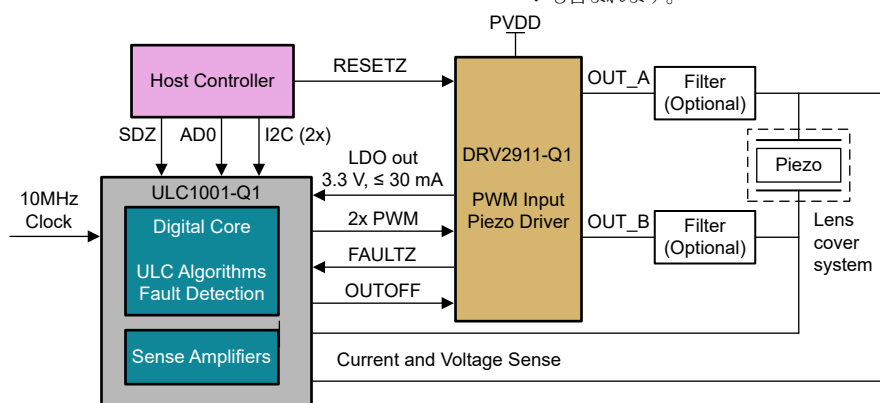 PVDD
Host Controller
RESETZ
OUT_A
Filter
(Optional)
SDZ
AD0
I2C (2x)
DRV2911-Q1
PWM Input
Piezo Driver
Piezo
LDO out
3.3 V, ≤ 30 mA
ULC1001-Q1
10MHz
Clock
Digital Core
ULC Algorithms
Fault Detection
2x PWM
OUT_B
Filter
(Optional)
Lens
cover
system
FAULTZ
OUTOFF
Sense Amplifiers
Current and Voltage Sense